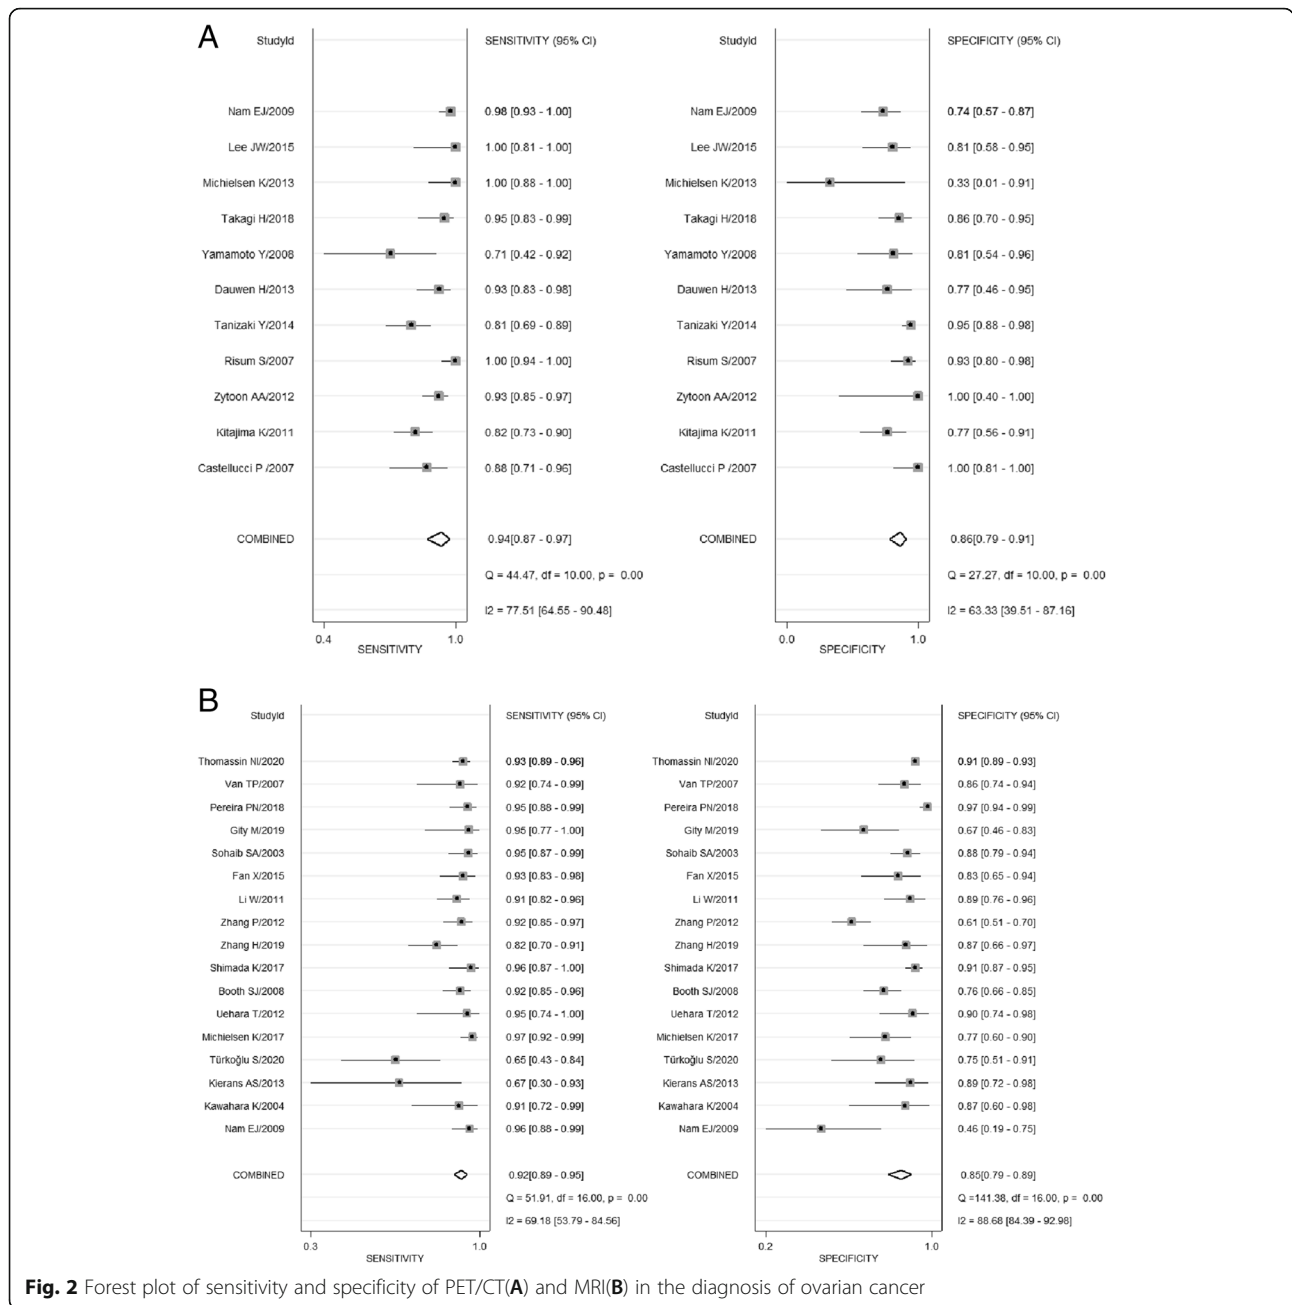 A
StudyId SENSITIVITY (95% CI) StudyId SPECIFICITY (95% CI)
Nam EJ/2009 0.98 [0.93 - 1.00] Nam EJ/2009 0.74 [0.57 - 0.87]
Lee JW/2015 1.00 [0.81 - 1.00] Lee JW/2015 0.81 [0.58 - 0.95]
Michielsen K/2013 1.00 [0.88 - 1.00] Michielsen K/2013 0.33 [0.01 - 0.91]
Takagi H/2018 0.95 [0.83 - 0.99] Takagi H/2018 0.86 [0.70 - 0.95]
Yamamoto Y/2008 0.71 [0.42 - 0.92] Yamamoto Y/2008 0.81 [0.54 - 0.96]
Dauwen H/2013 0.93 [0.83 - 0.98] Dauwen H/2013 0.77 [0.46 - 0.95]
Tanizaki Y/2014 0.81 [0.69 - 0.89] Tanizaki Y/2014 0.95 [0.88 - 0.98]
Risum S/2007 1.00 [0.94 - 1.00] Risum S/2007 0.93 [0.80 - 0.98]
Zytoon AA/2012 0.93 [0.85 - 0.97] Zytoon AA/2012 1.00 [0.40 - 1.00]
Kitajima K/2011 0.82 [0.73 - 0.90] Kitajima K/2011 0.77 [0.56 - 0.91]
Castellucci P /2007 0.88 [0.71 - 0.96] Castellucci P /2007 1.00 [0.81 - 1.00]
COMBINED 0.94[0.87 - 0.97] COMBINED 0.86[0.79 - 0.91]
Q = 44.47, df = 10.00, p = 0.00 Q = 27.27, df = 10.00, p = 0.00
I2 = 77.51 [64.55 - 90.48] I2 = 63.33 [39.51 - 87.16]
0.4 1.0 0.0 1.0
SENSITIVITY SPECIFICITY
B
StudyId SENSITIVITY (95% CI) StudyId SPECIFICITY (95% CI)
Thomassin NI/2020 0.93 [0.89 - 0.96] Thomassin NI/2020 0.91 [0.89 - 0.93]
Van TP/2007 0.92 [0.74 - 0.99] Van TP/2007 0.86 [0.74 - 0.94]
Pereira PN/2018 0.95 [0.88 - 0.99] Pereira PN/2018 0.97 [0.94 - 0.99]
Gity M/2019 0.95 [0.77 - 1.00] Gity M/2019 0.67 [0.46 - 0.83]
Sohaib SA/2003 0.95 [0.87 - 0.99] Sohaib SA/2003 0.88 [0.79 - 0.94]
Fan X/2015 0.93 [0.83 - 0.98] Fan X/2015 0.83 [0.65 - 0.94]
Li W/2011 0.91 [0.82 - 0.96] Li W/2011 0.89 [0.76 - 0.96]
Zhang P/2012 0.92 [0.85 - 0.97] Zhang P/2012 0.61 [0.51 - 0.70]
Zhang H/2019 0.82 [0.70 - 0.91] Zhang H/2019 0.87 [0.66 - 0.97]
Shimada K/2017 0.96 [0.87 - 1.00] Shimada K/2017 0.91 [0.87 - 0.95]
Booth SJ/2008 0.92 [0.85 - 0.96] Booth SJ/2008 0.76 [0.66 - 0.85]
Uehara T/2012 0.95 [0.74 - 1.00] Uehara T/2012 0.90 [0.74 - 0.98]
Michielsen K/2017 0.97 [0.92 - 0.99] Michielsen K/2017 0.77 [0.60 - 0.90]
Türkoğlu S/2020 0.65 [0.43 - 0.84] Türkoğlu S/2020 0.75 [0.51 - 0.91]
Kierans AS/2013 0.67 [0.30 - 0.93] Kierans AS/2013 0.89 [0.72 - 0.98]
Kawahara K/2004 0.91 [0.72 - 0.99] Kawahara K/2004 0.87 [0.60 - 0.98]
Nam EJ/2009 0.96 [0.88 - 0.99] Nam EJ/2009 0.46 [0.19 - 0.75]
COMBINED 0.92[0.89 - 0.95] COMBINED 0.85[0.79 - 0.89]
Q = 51.91, df = 16.00, p = 0.00 Q =141.38, df = 16.00, p = 0.00
I2 = 69.18 [53.79 - 84.56] I2 = 88.68 [84.39 - 92.98]
0.3 1.0 0.2 1.0
SENSITIVITY SPECIFICITY
Fig. 2 Forest plot of sensitivity and specificity of PET/CT(A) and MRI(B) in the diagnosis of ovarian cancer